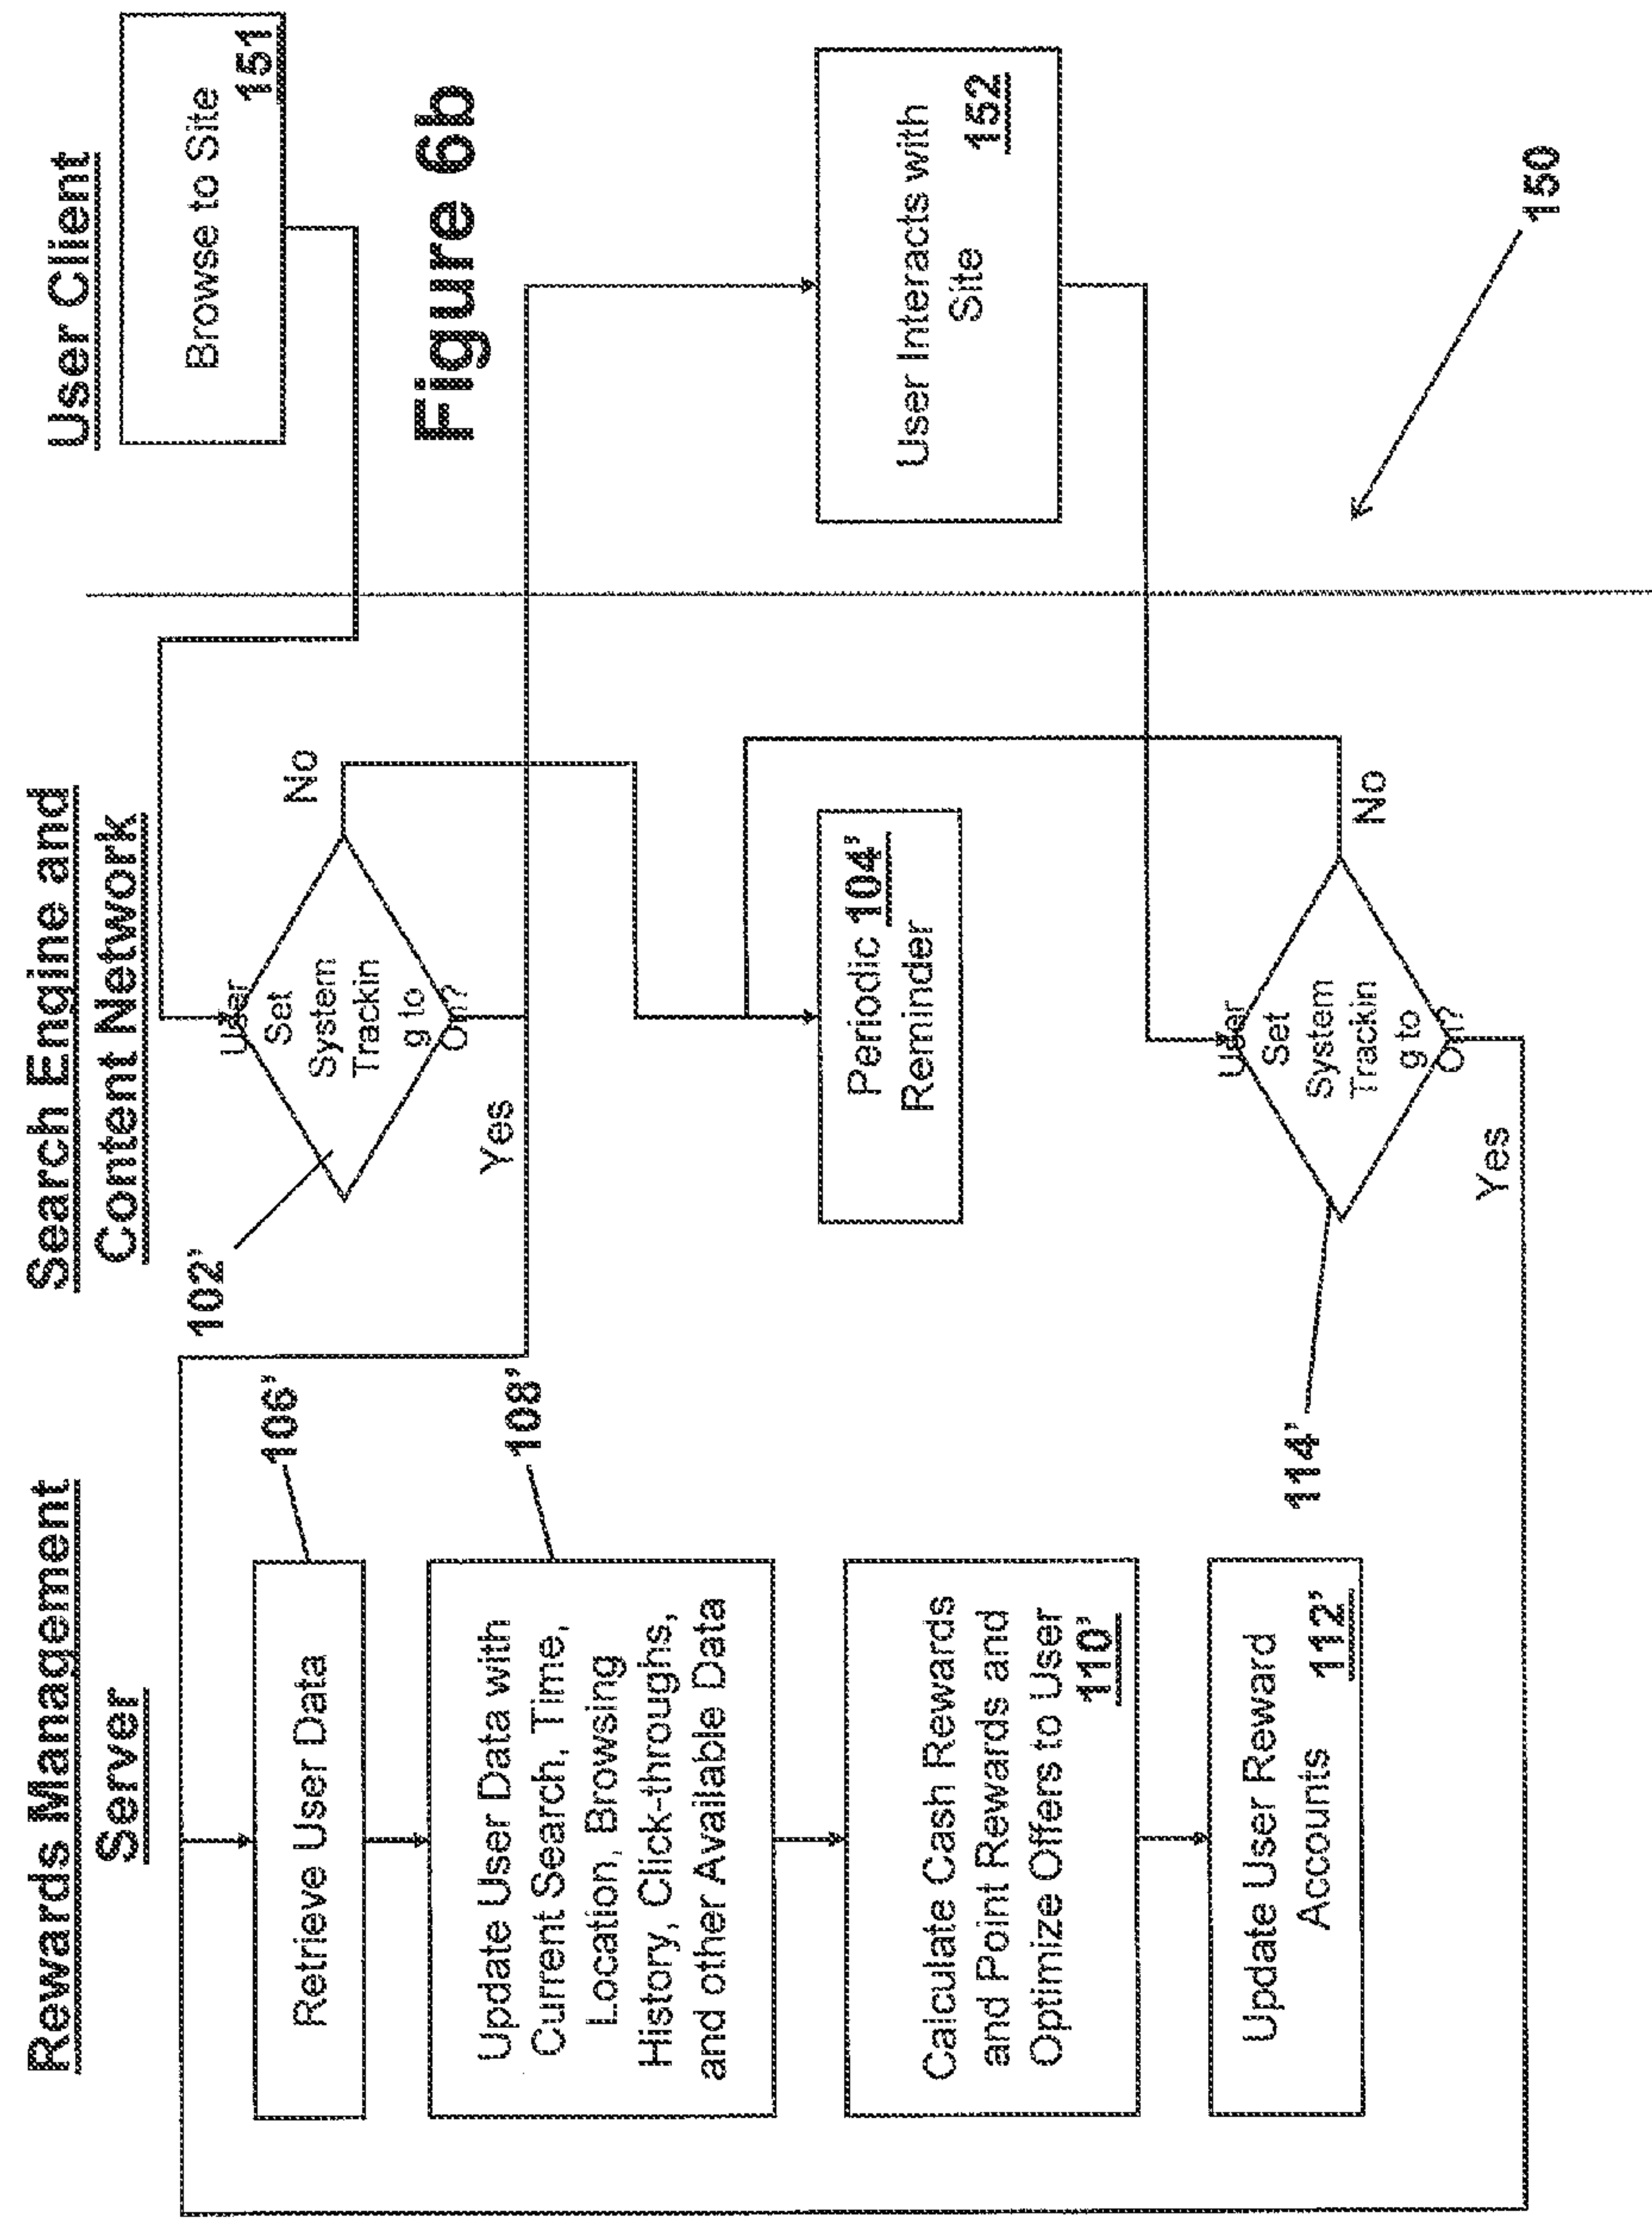 Rewards Management
Server
Search Engine and
Content Network
User Client
Browse to Site
151
Figure 6b
102’
User
Set
System
Trackin
g to
On?
No
Yes
106’
Retrieve User Data
108’
Update User Data with
Current Search, Time,
Location, Browsing
History, Click-throughs,
and other Available Data
Periodic 104’
Reminder
User Interacts with
Site 152
Calculate Cash Rewards
and Point Rewards and
Optimize Offers to User
110’
Update User Reward
Accounts 112’
114’
User
Set
System
Trackin
g to
On?
No
Yes
150